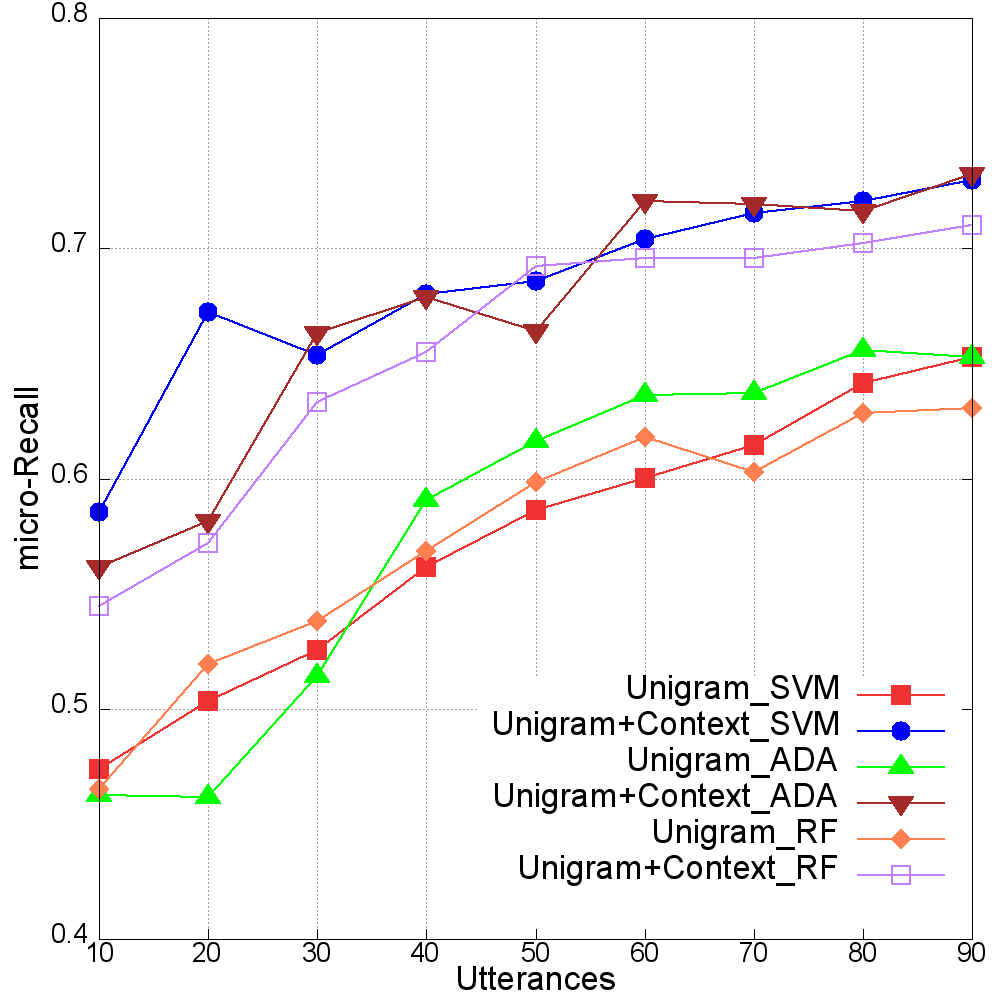 0.8
0.7
0.6
0.5
0.4
micro-Recall
Unigram_SVM
Unigram+Context_SVM
Unigram_ADA
Unigram+Context_ADA
Unigram_RF
Unigram+Context_RF
10 20 30 40 50 60 70 80 90
Utterances